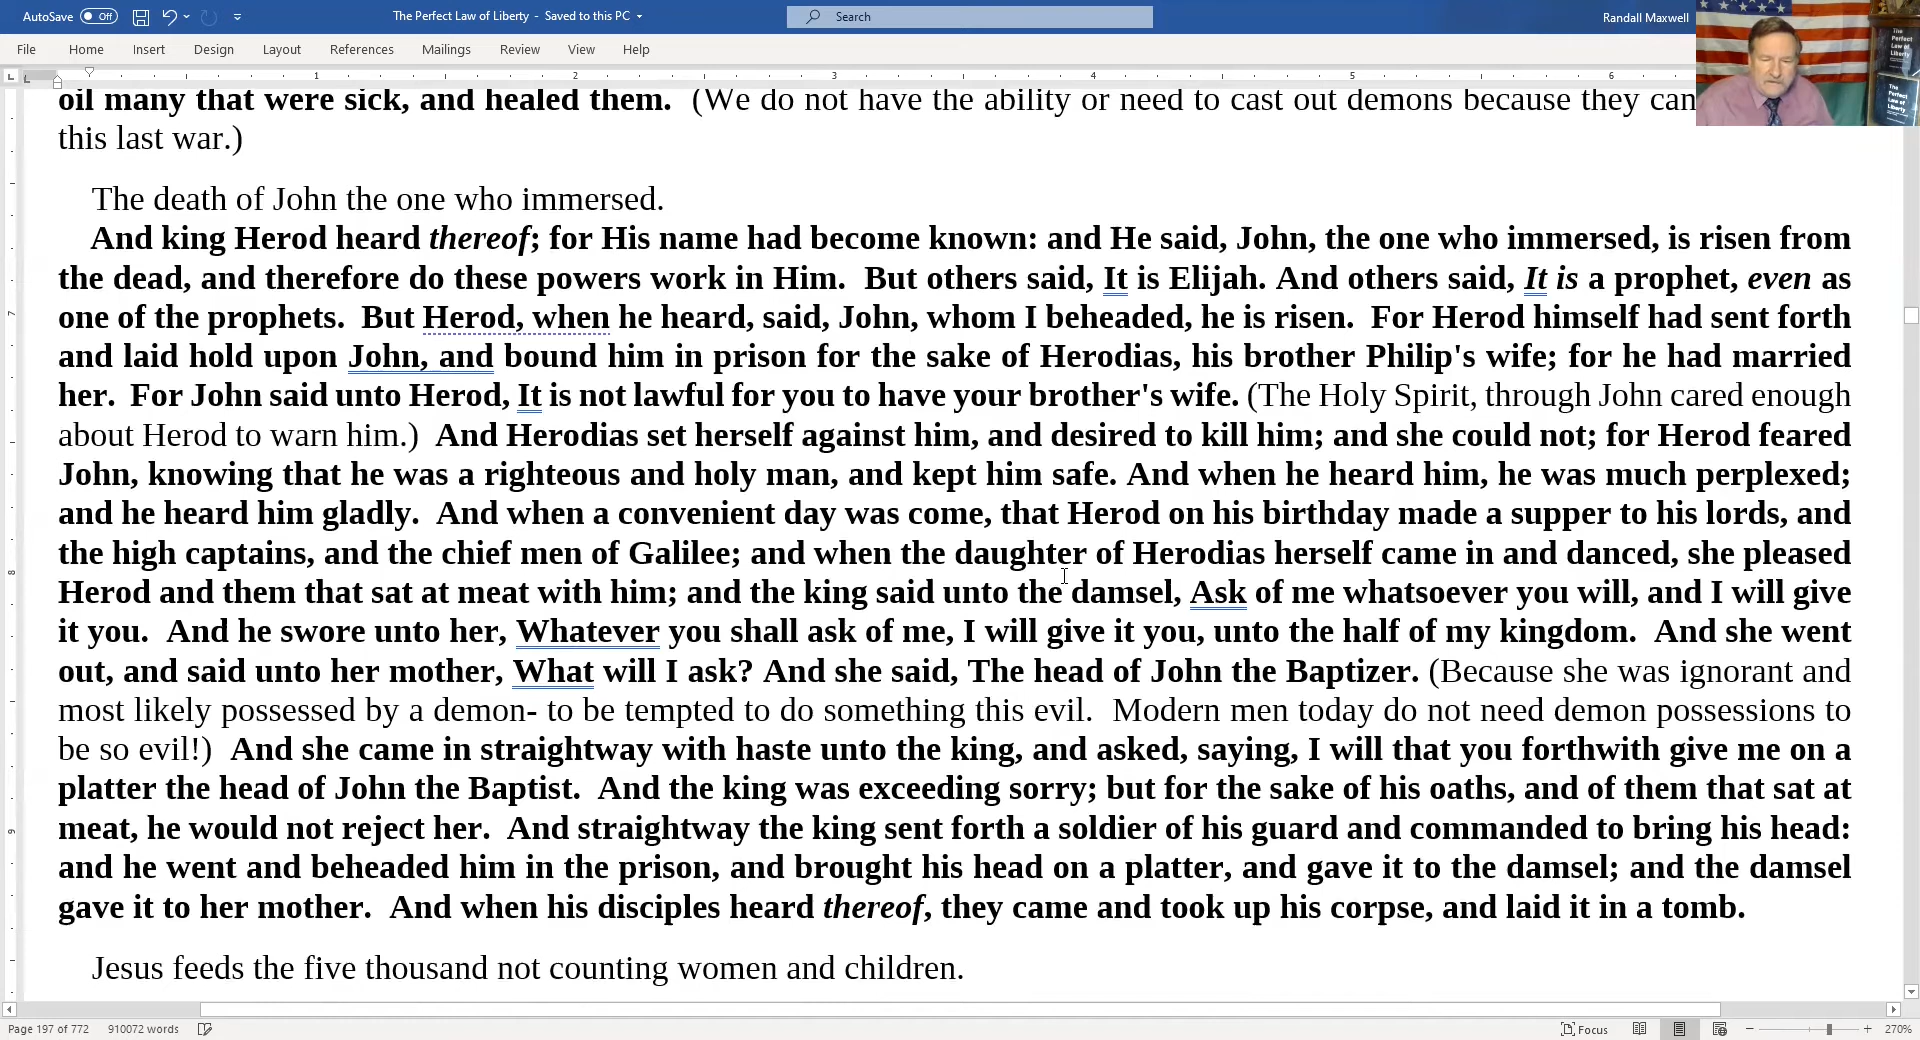 AutoSave Off
The Perfect Law of Liberty - Saved to this PC
Search
Randall Maxwell
File Home Insert Design Layout References Mailings Review View Help
1 2 3 4 5 6
oil many that were sick, and healed them. (We do not have the ability or need to cast out demons because they can
this last war.)
The death of John the one who immersed.
And king Herod heard thereof; for His name had become known: and He said, John, the one who immersed, is risen from
the dead, and therefore do these powers work in Him. But others said, It is Elijah. And others said, It is a prophet, even as
one of the prophets. But Herod, when he heard, said, John, whom I beheaded, he is risen. For Herod himself had sent forth
and laid hold upon John, and bound him in prison for the sake of Herodias, his brother Philip's wife; for he had married
her. For John said unto Herod, It is not lawful for you to have your brother's wife. (The Holy Spirit, through John cared enough
about Herod to warn him.) And Herodias set herself against him, and desired to kill him; and she could not; for Herod feared
John, knowing that he was a righteous and holy man, and kept him safe. And when he heard him, he was much perplexed;
and he heard him gladly. And when a convenient day was come, that Herod on his birthday made a supper to his lords, and
the high captains, and the chief men of Galilee; and when the daughter of Herodias herself came in and danced, she pleased
Herod and them that sat at meat with him; and the king said unto the damsel, Ask of me whatsoever you will, and I will give
it you. And he swore unto her, Whatever you shall ask of me, I will give it you, unto the half of my kingdom. And she went
out, and said unto her mother, What will I ask? And she said, The head of John the Baptizer. (Because she was ignorant and
most likely possessed by a demon- to be tempted to do something this evil. Modern men today do not need demon possessions to
be so evil!) And she came in straightway with haste unto the king, and asked, saying, I will that you forthwith give me on a
platter the head of John the Baptist. And the king was exceeding sorry; but for the sake of his oaths, and of them that sat at
meat, he would not reject her. And straightway the king sent forth a soldier of his guard and commanded to bring his head:
and he went and beheaded him in the prison, and brought his head on a platter, and gave it to the damsel; and the damsel
gave it to her mother. And when his disciples heard thereof, they came and took up his corpse, and laid it in a tomb.
Jesus feeds the five thousand not counting women and children.
7
8
9
The
Perfect
Law of
Liberty
The
Perfect
Law of
Liberty
Page 197 of 772 910072 words
Focus
270%